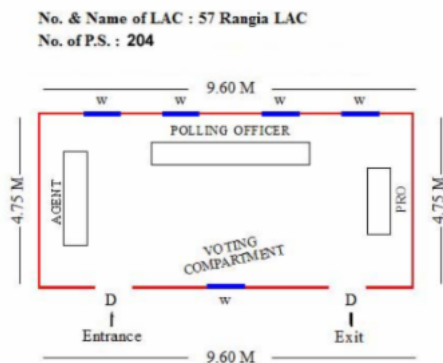 No. & Name of LAC : 57 Rangia LAC
No. of P.S. : 204
9.60 M
W W W W
POLLING OFFICER
4.75 M
AGENT
PRO
4.75 M
VOTING
COMPARTMENT
D W D
Entrance Exit
9.60 M